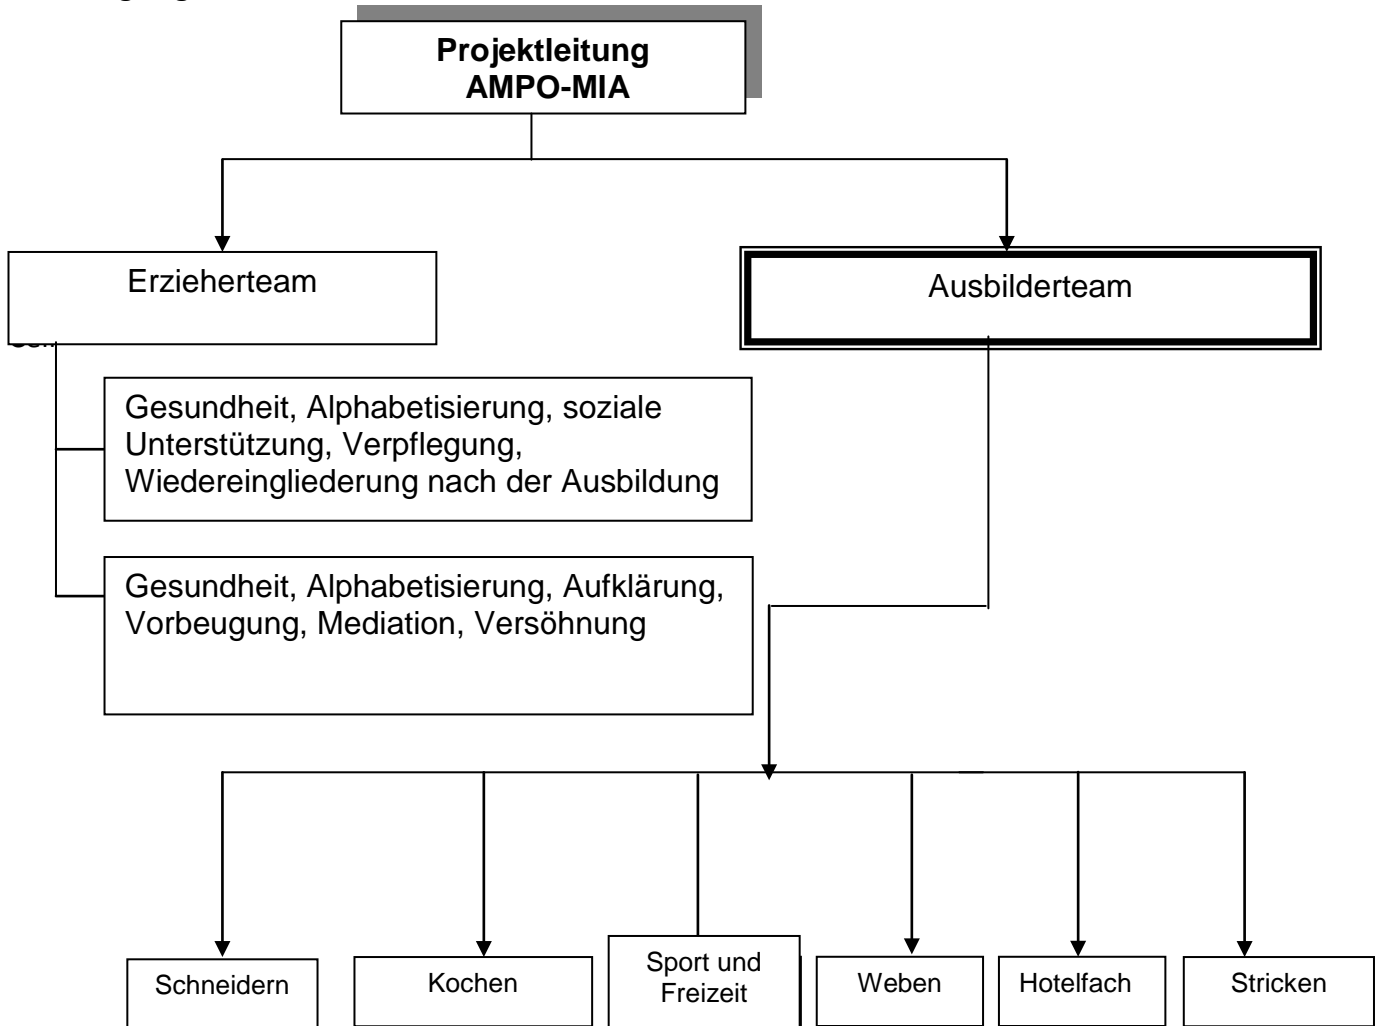 Projektleitung
AMPO-MIA
Erzieherteam
Ausbilderteam
Gesundheit, Alphabetisierung, soziale
Unterstützung, Verpflegung,
Wiedereingliederung nach der Ausbildung
Gesundheit, Alphabetisierung, Aufklärung,
Vorbeugung, Mediation, Versöhnung
Schneidern
Kochen
Sport und
Freizeit
Weben
Hotelfach
Stricken